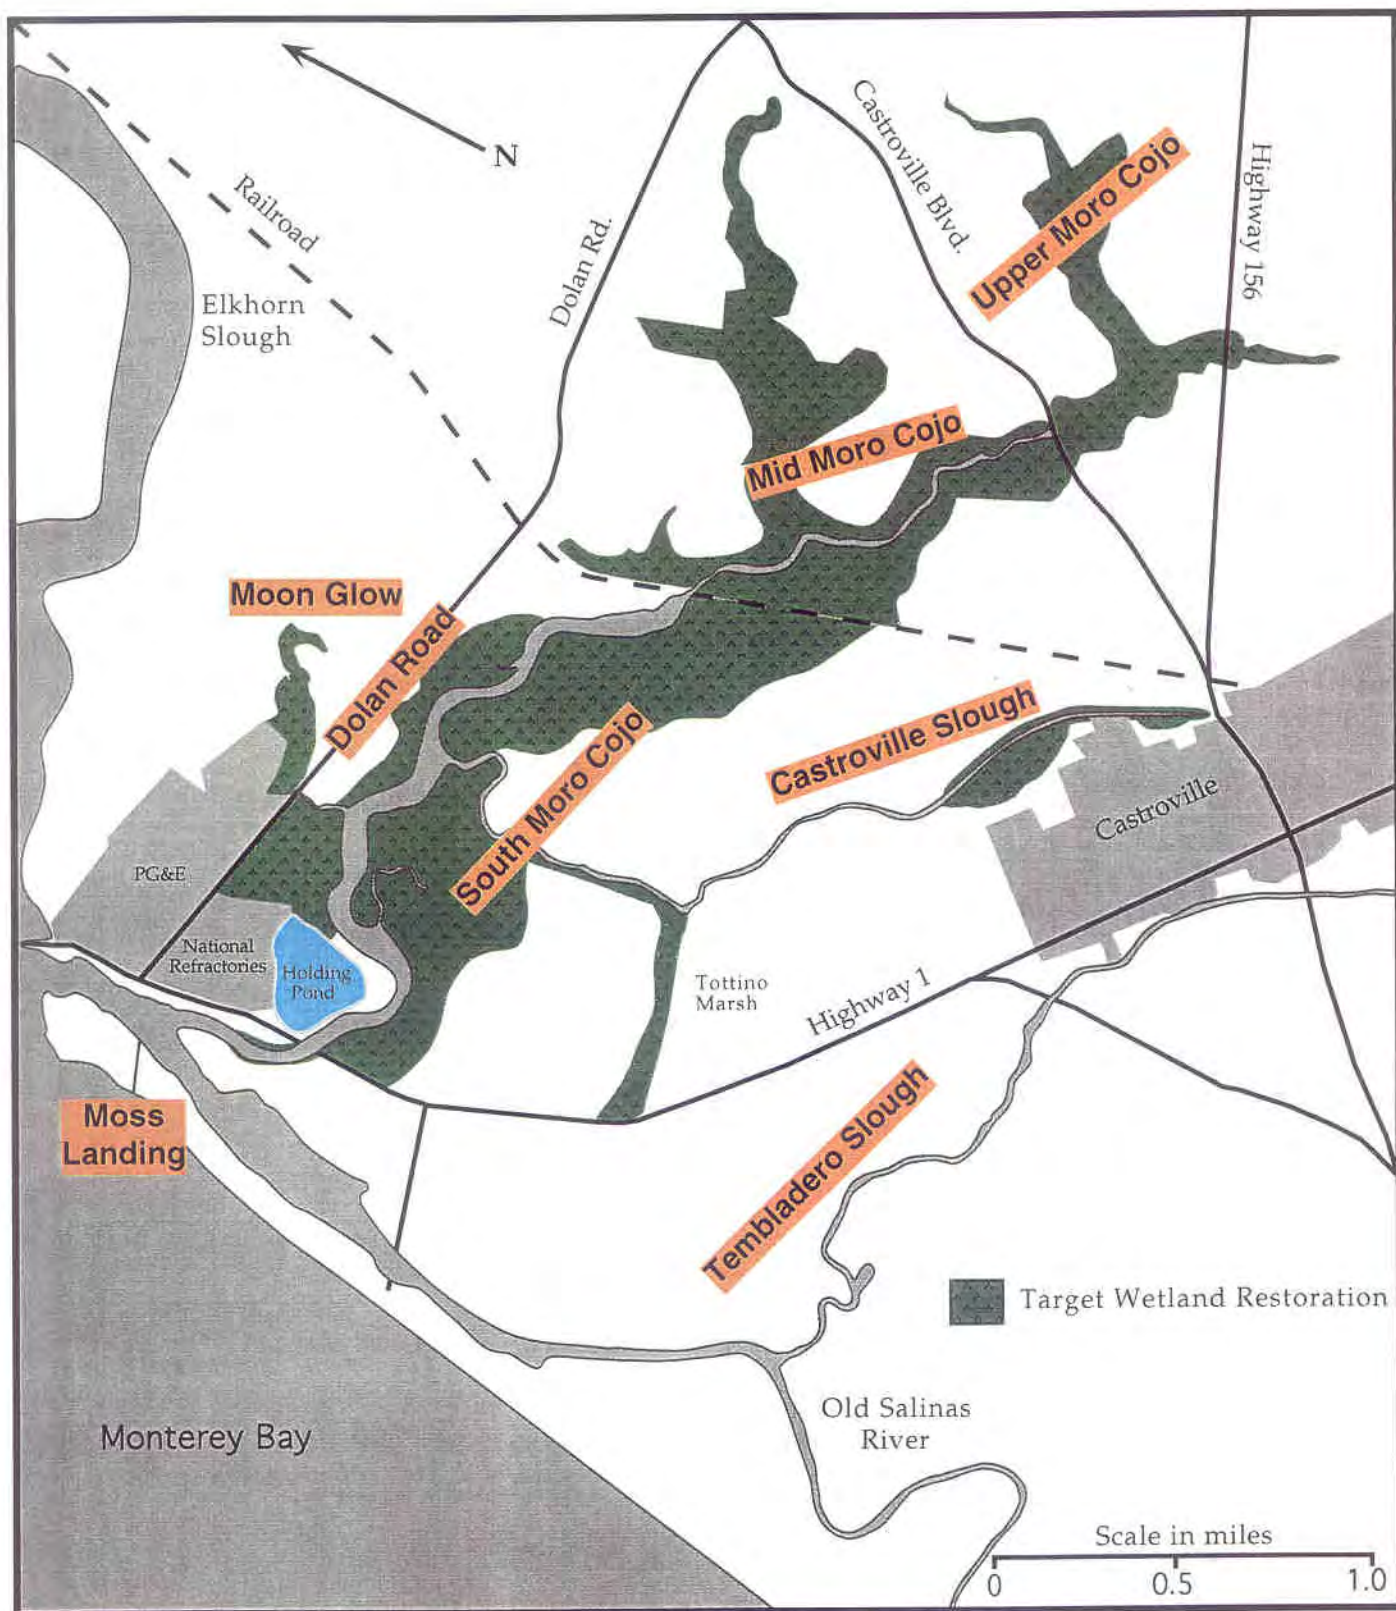 N
Railroad
Elkhorn
Slough
Dolan Rd.
Castroville Blvd.
Upper Moro Cojo
Highway 156
Mid Moro Cojo
Moon Glow
Dolan Road
South Moro Cojo
Castroville Slough
Castroville
PG&E
National
Refractories
Holding
Pond
Tottino
Marsh
Highway 1
Moss
Landing
Tembladero Slough
Target Wetland Restoration
Monterey Bay
Old Salinas
River
Scale in miles
0 0.5 1.0